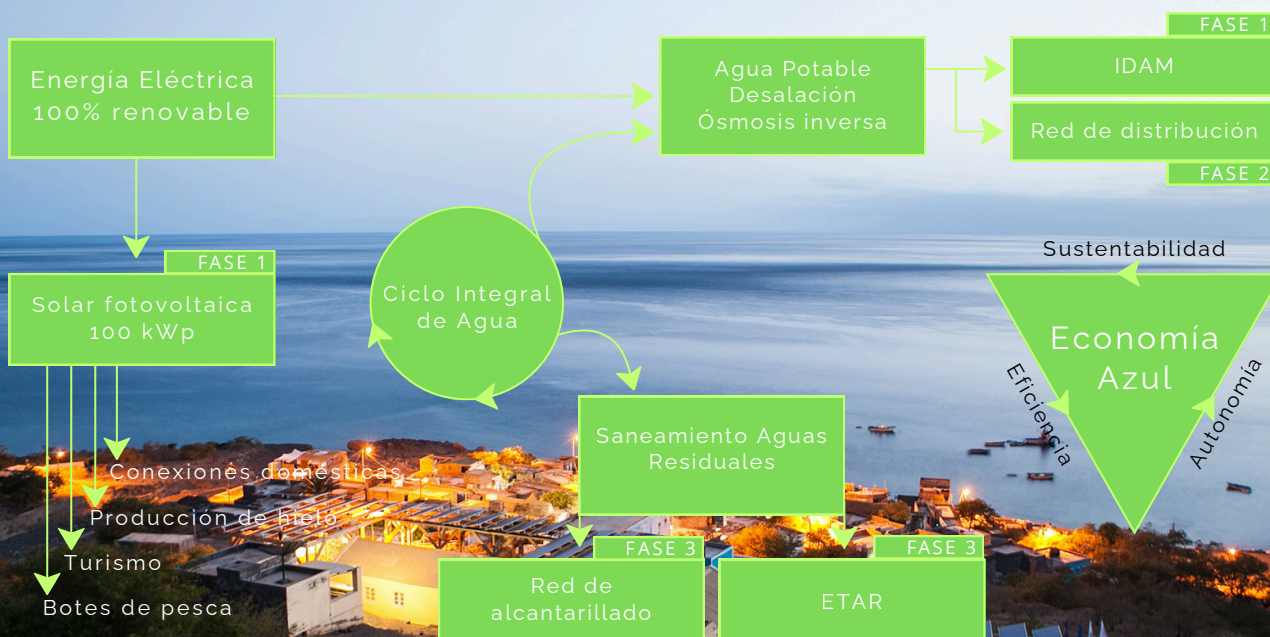 Energía Eléctrica
100% renovable
Agua Potable
Desalación
Ósmosis inversa
FASE 1
IDAM
Red de distribución
FASE 2
FASE 1
Solar fotovoltaica
100 kWp
Conexiones domésticas
Producción de hielo
Turismo
Botes de pesca
Ciclo Integral
de Agua
Saneamiento Aguas
Residuales
FASE 3
Red de
alcantarillado
FASE 3
ETAR
Sustentabilidad
Economía
Azul
Eficiencia
Autonomía